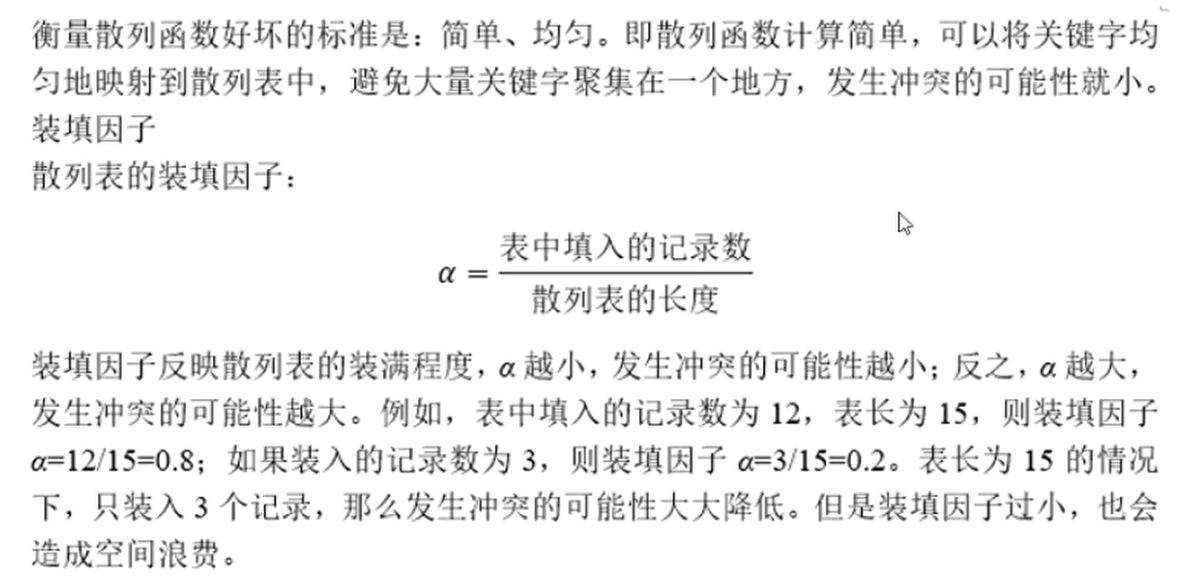 衡量散列函数好坏的标准是：简单、均匀。即散列函数计算简单，可以将关键字均
匀地映射到散列表中，避免大量关键字聚集在一个地方，发生冲突的可能性就小。
装填因子
散列表的装填因子：
α = 表中填入的记录数
散列表的长度
装填因子反映散列表的装满程度，α 越小，发生冲突的可能性越小；反之，α 越大，
发生冲突的可能性越大。例如，表中填入的记录数为 12，表长为 15，则装填因子
α=12/15=0.8；如果装入的记录数为 3，则装填因子 α=3/15=0.2。表长为 15 的情况
下，只装入 3 个记录，那么发生冲突的可能性大大降低。但是装填因子过小，也会
造成空间浪费。